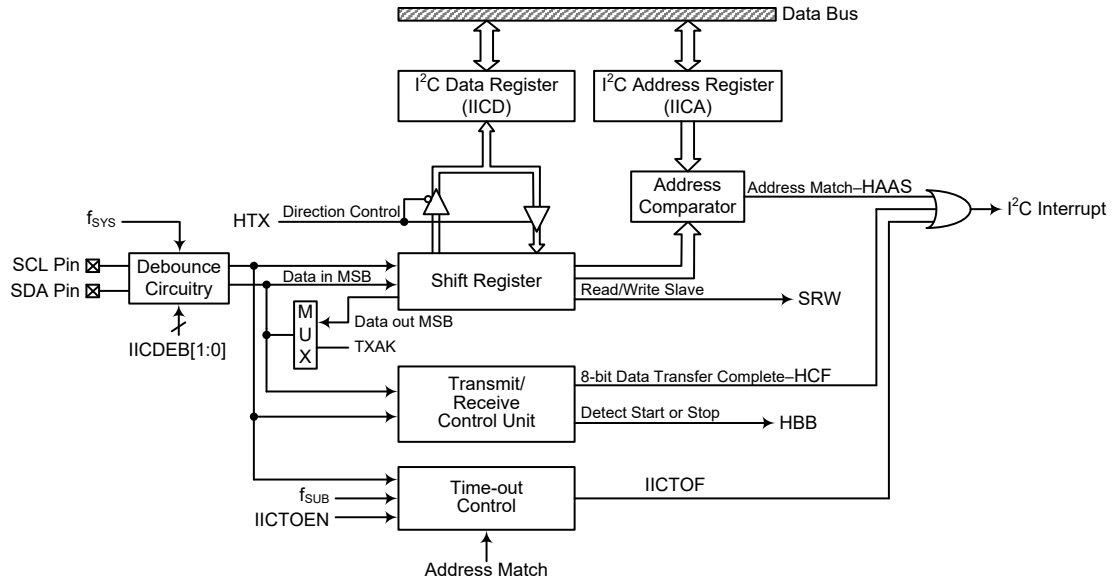 Data Bus
I²C Data Register
(IICD)
I²C Address Register
(IICA)
Address
Comparator
Address Match–HAAS
I²C Interrupt
HTX
Direction Control
fSYS
SCL Pin
SDA Pin
Debounce
Circuitry
IICDEB[1:0]
Data in MSB
Shift Register
Read/Write Slave
SRW
M
U
X
Data out MSB
TXAK
Transmit/
Receive
Control Unit
8-bit Data Transfer Complete–HCF
Detect Start or Stop
HBB
fSUB
IICTOEN
Time-out
Control
IICTOF
Address Match